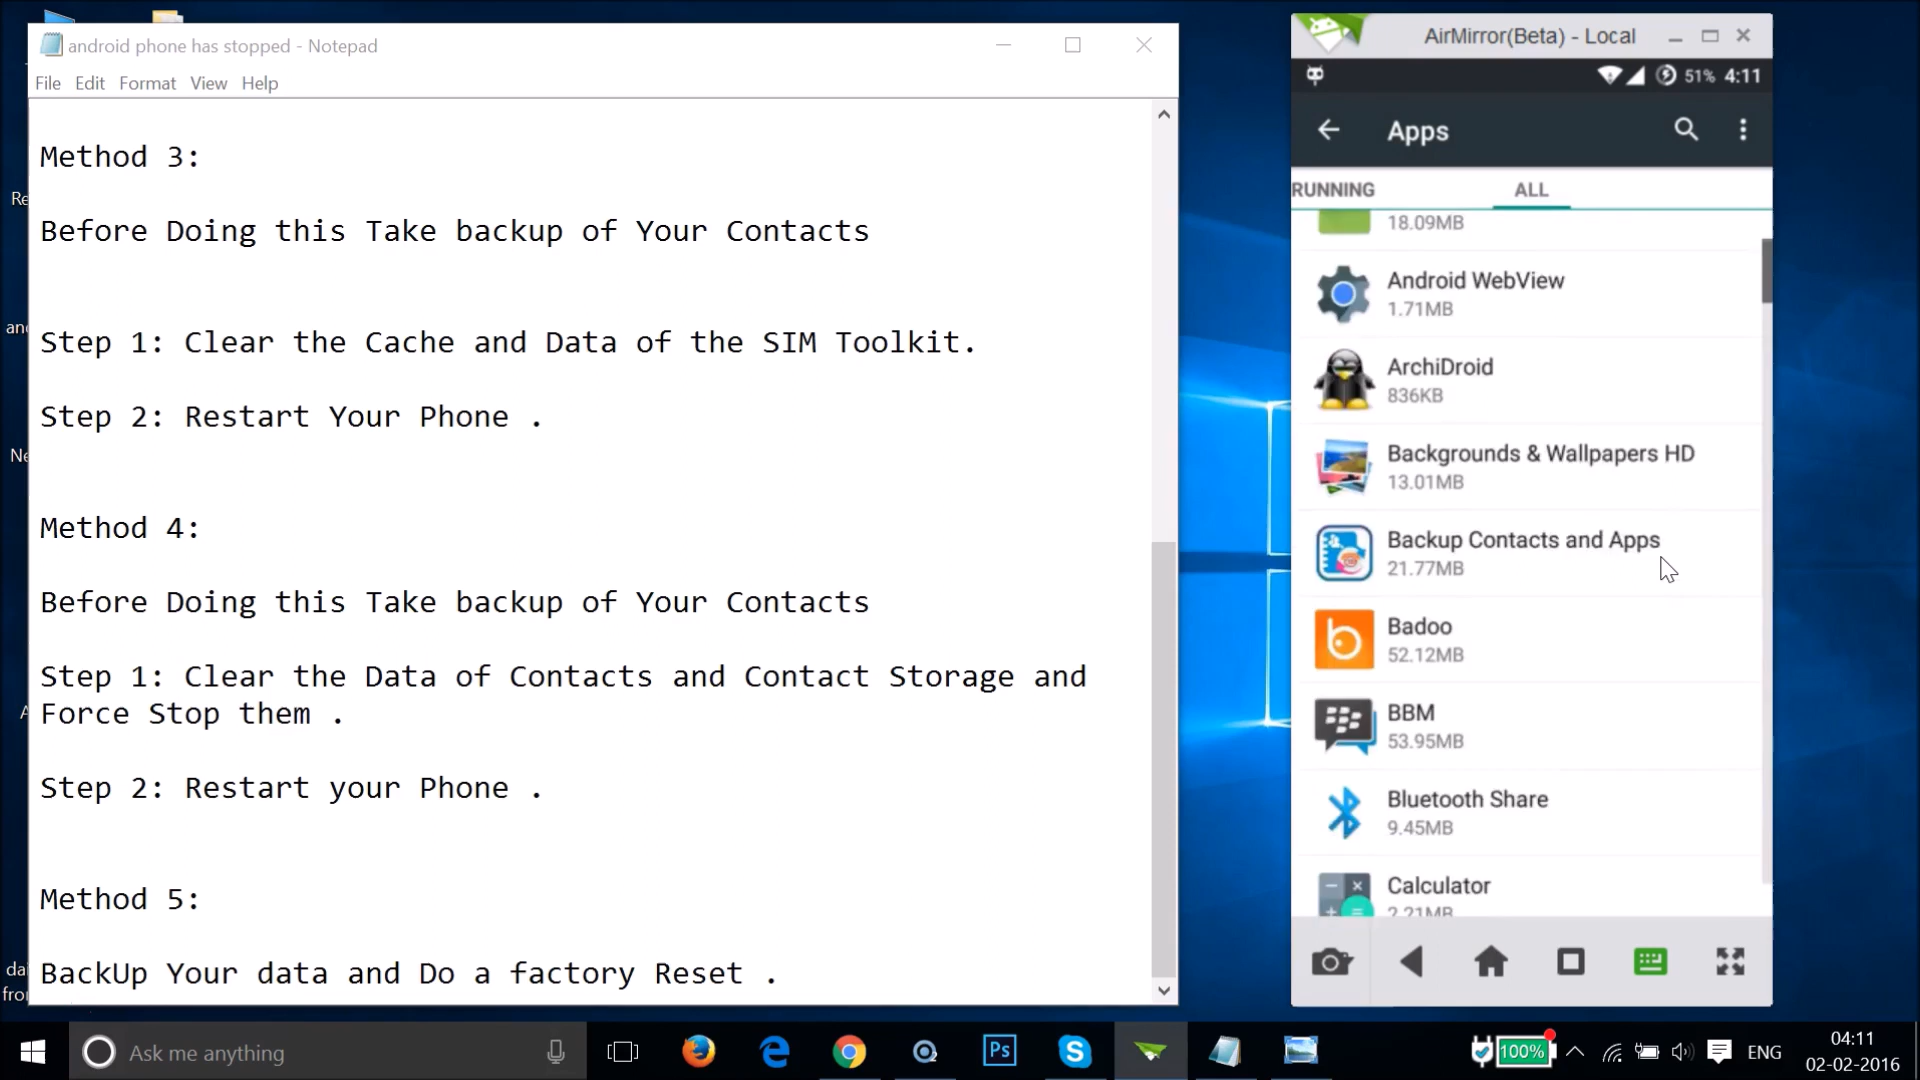 android phone has stopped - Notepad
File Edit Format View Help
Method 3:
Before Doing this Take backup of Your Contacts
Step 1: Clear the Cache and Data of the SIM Toolkit.
Step 2: Restart Your Phone .
Method 4:
Before Doing this Take backup of Your Contacts
Step 1: Clear the Data of Contacts and Contact Storage and
Force Stop them .
Step 2: Restart your Phone .
Method 5:
BackUp Your data and Do a factory Reset .
AirMirror(Beta) - Local
51% 4:11
Apps
RUNNING ALL
18.09MB
Android WebView
1.71MB
ArchiDroid
836KB
Backgrounds & Wallpapers HD
13.01MB
Backup Contacts and Apps
21.77MB
Badoo
52.12MB
BBM
53.95MB
Bluetooth Share
9.45MB
Calculator
2.21MB
Ask me anything
Ps
100%
ENG
04:11
02-02-2016